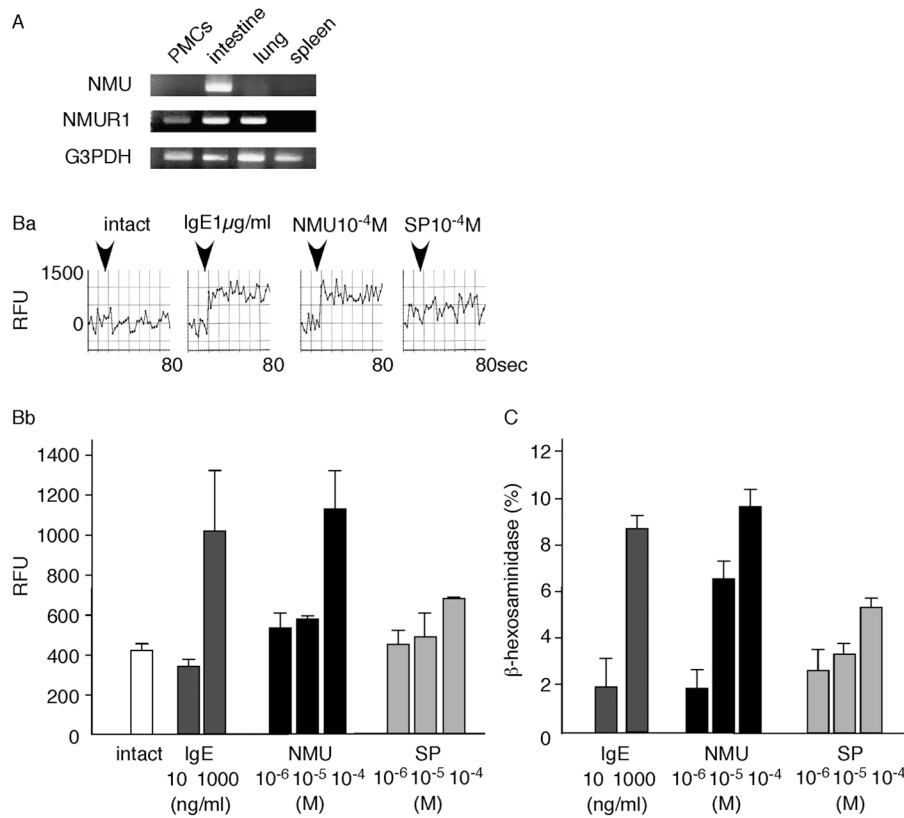 A
PMCs intestine lung spleen
NMU
NMUR1
G3PDH
Ba
intact IgE1µg/ml NMU10⁻⁴M SP10⁻⁴M
1500
RFU
0
80 80 80 80sec
Bb
RFU
1400
1200
1000
800
600
400
200
0
intact IgE NMU SP
10 1000 10⁻⁶ 10⁻⁵ 10⁻⁴ 10⁻⁶ 10⁻⁵ 10⁻⁴
(ng/ml) (M) (M)
C
β-hexosaminidase (%)
12
10
8
6
4
2
0
IgE NMU SP
10 1000 10⁻⁶ 10⁻⁵ 10⁻⁴ 10⁻⁶ 10⁻⁵ 10⁻⁴
(ng/ml) (M) (M)